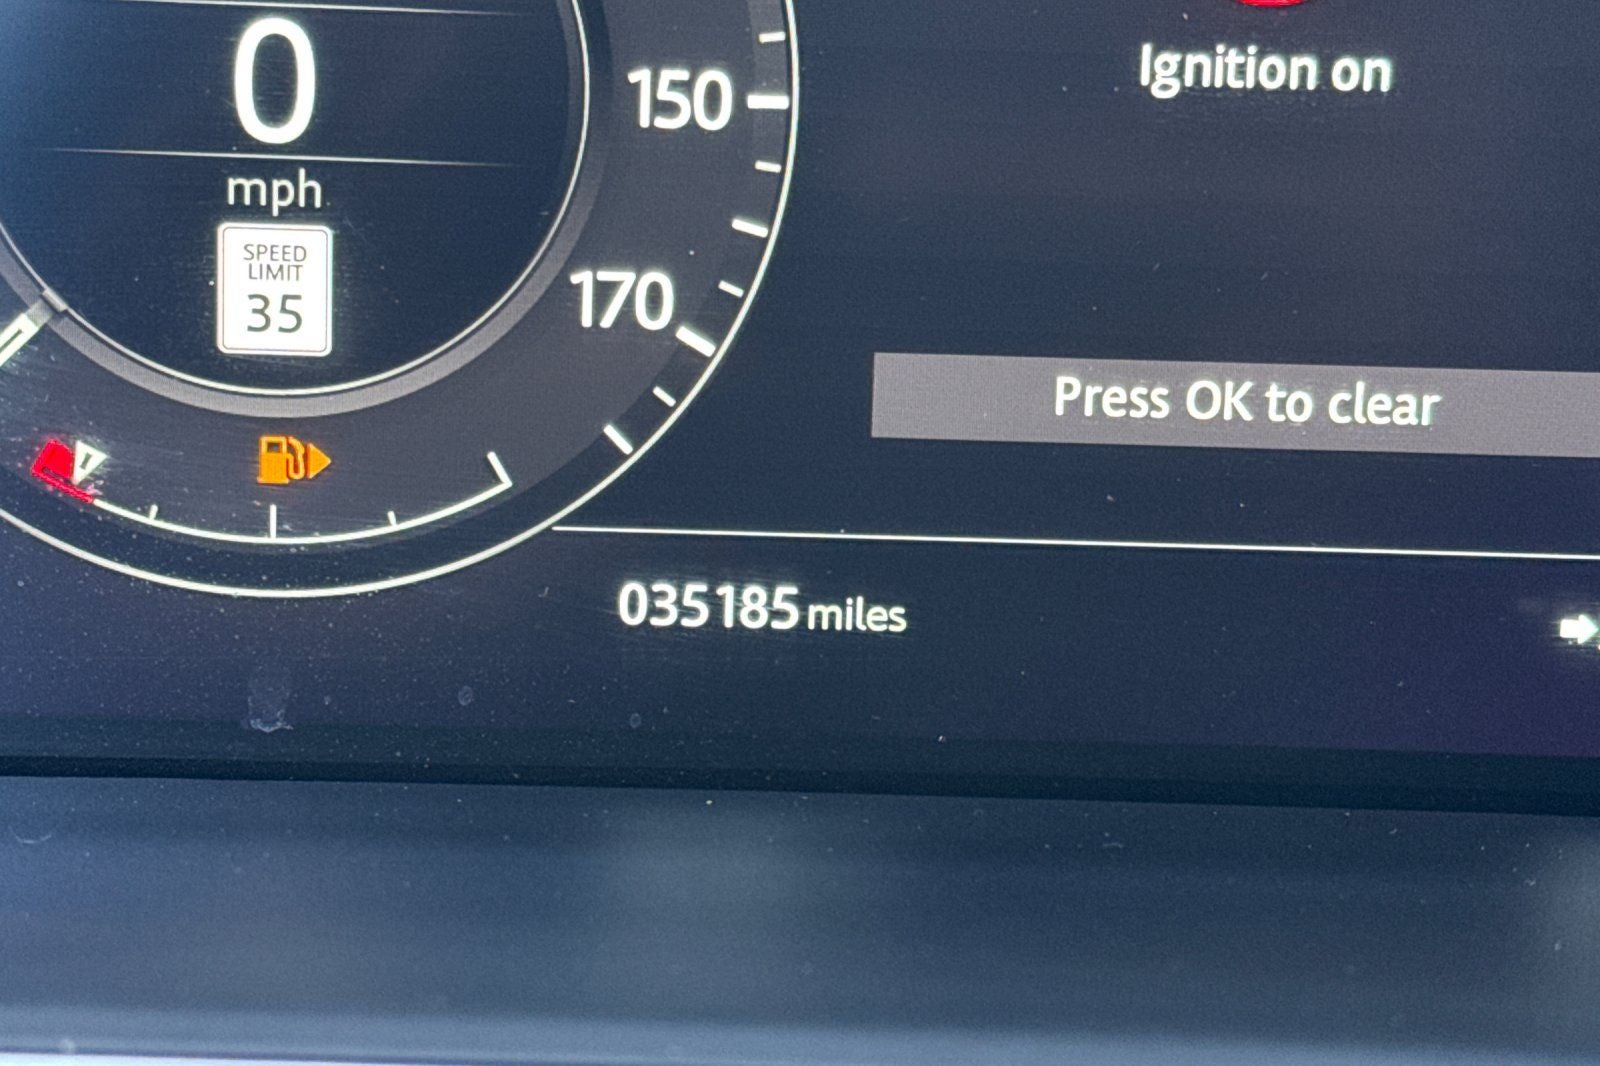 0
mph
SPEED
LIMIT
35
150
170
Ignition on
Press OK to clear
035185 miles